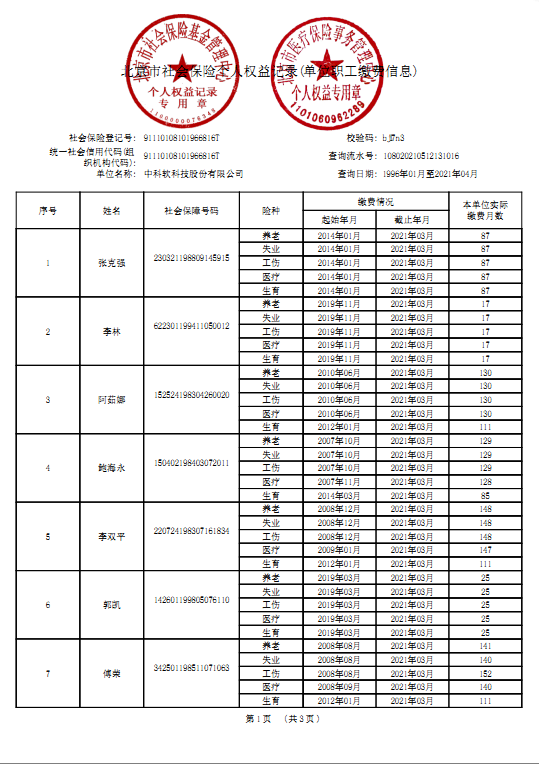 北京市社会保险基金管理中心
个人权益记录
专用章
北京市医疗保险事务管理中心
个人权益专用章
1101060962289
北京市社会保险个人权益记录(单位职工缴费信息)
社会保险登记号: 91110108101966816T 校验码: bjf7n3
统一社会信用代码(组
织机构代码): 91110108101966816T 查询流水号: 108020210512131016
单位名称: 中科软科技股份有限公司 查询日期: 1996年01月至2021年04月
序号 姓名 社会保障号码 险种 缴费情况 本单位实际
缴费月数
起始年月 截止年月
养老 2014年01月 2021年03月 87
失业 2014年01月 2021年03月 87
1 张克强 230321198809145915 工伤 2014年01月 2021年03月 87
医疗 2014年01月 2021年03月 87
生育 2014年01月 2021年03月 87
养老 2019年11月 2021年03月 17
失业 2019年11月 2021年03月 17
2 李林 622301199411050012 工伤 2019年11月 2021年03月 17
医疗 2019年11月 2021年03月 17
生育 2019年11月 2021年03月 17
养老 2010年06月 2021年03月 130
失业 2010年06月 2021年03月 130
3 阿茹娜 152524198304260020 工伤 2010年06月 2021年03月 130
医疗 2010年06月 2021年03月 130
生育 2012年01月 2021年03月 111
养老 2007年10月 2021年03月 129
失业 2007年10月 2021年03月 129
4 鲍海永 150402198403072011 工伤 2007年10月 2021年03月 129
医疗 2007年11月 2021年03月 128
生育 2014年03月 2021年03月 85
养老 2008年12月 2021年03月 148
失业 2008年12月 2021年03月 148
5 李双平 220724198307161834 工伤 2008年12月 2021年03月 148
医疗 2009年01月 2021年03月 147
生育 2012年01月 2021年03月 111
养老 2019年03月 2021年03月 25
失业 2019年03月 2021年03月 25
6 郭凯 142601199805076110 工伤 2019年03月 2021年03月 25
医疗 2019年03月 2021年03月 25
生育 2019年03月 2021年03月 25
养老 2008年08月 2021年03月 141
失业 2008年08月 2021年03月 140
7 傅荣 342501198511071063 工伤 2008年08月 2021年03月 152
医疗 2008年09月 2021年03月 140
生育 2012年01月 2021年03月 111
第1页 (共3页)